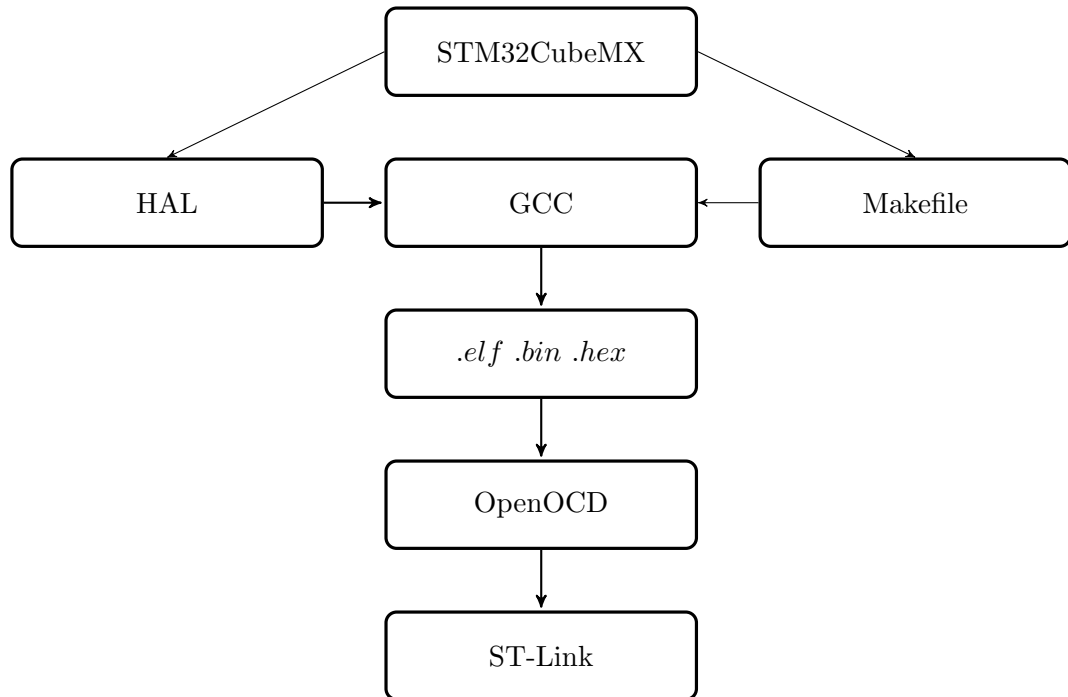 STM32CubeMX
HAL
GCC
Makefile
.elf .bin .hex
OpenOCD
ST-Link